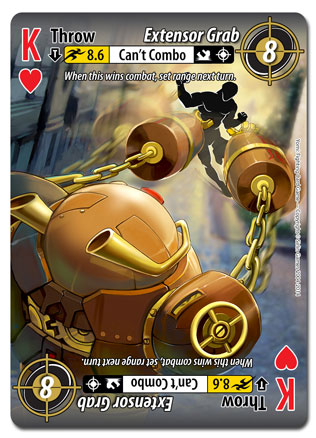 K Throw Extensor Grab
8.6 Can't Combo 8
When this wins combat, set range next turn.
When this wins combat, set range next turn.
8 Can't Combo 8.6
Extensor Grab Throw K